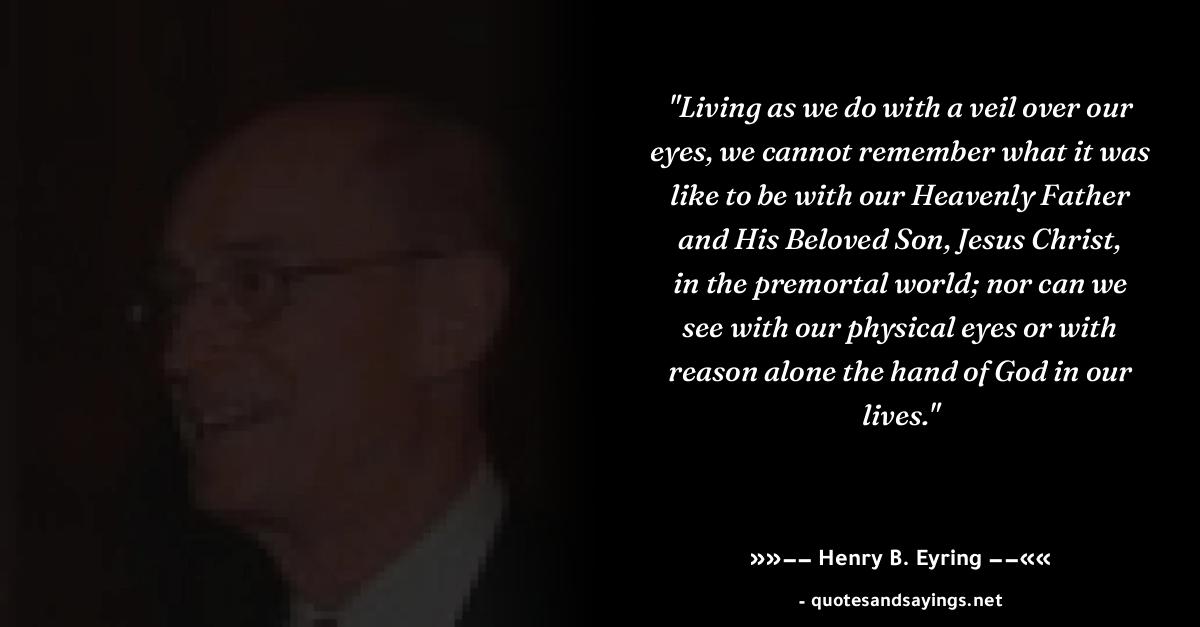 "Living as we do with a veil over our
eyes, we cannot remember what it was
like to be with our Heavenly Father
and His Beloved Son, Jesus Christ,
in the premortal world; nor can we
see with our physical eyes or with
reason alone the hand of God in our
lives."
»»−− Henry B. Eyring −−««
- quotesandsayings.net